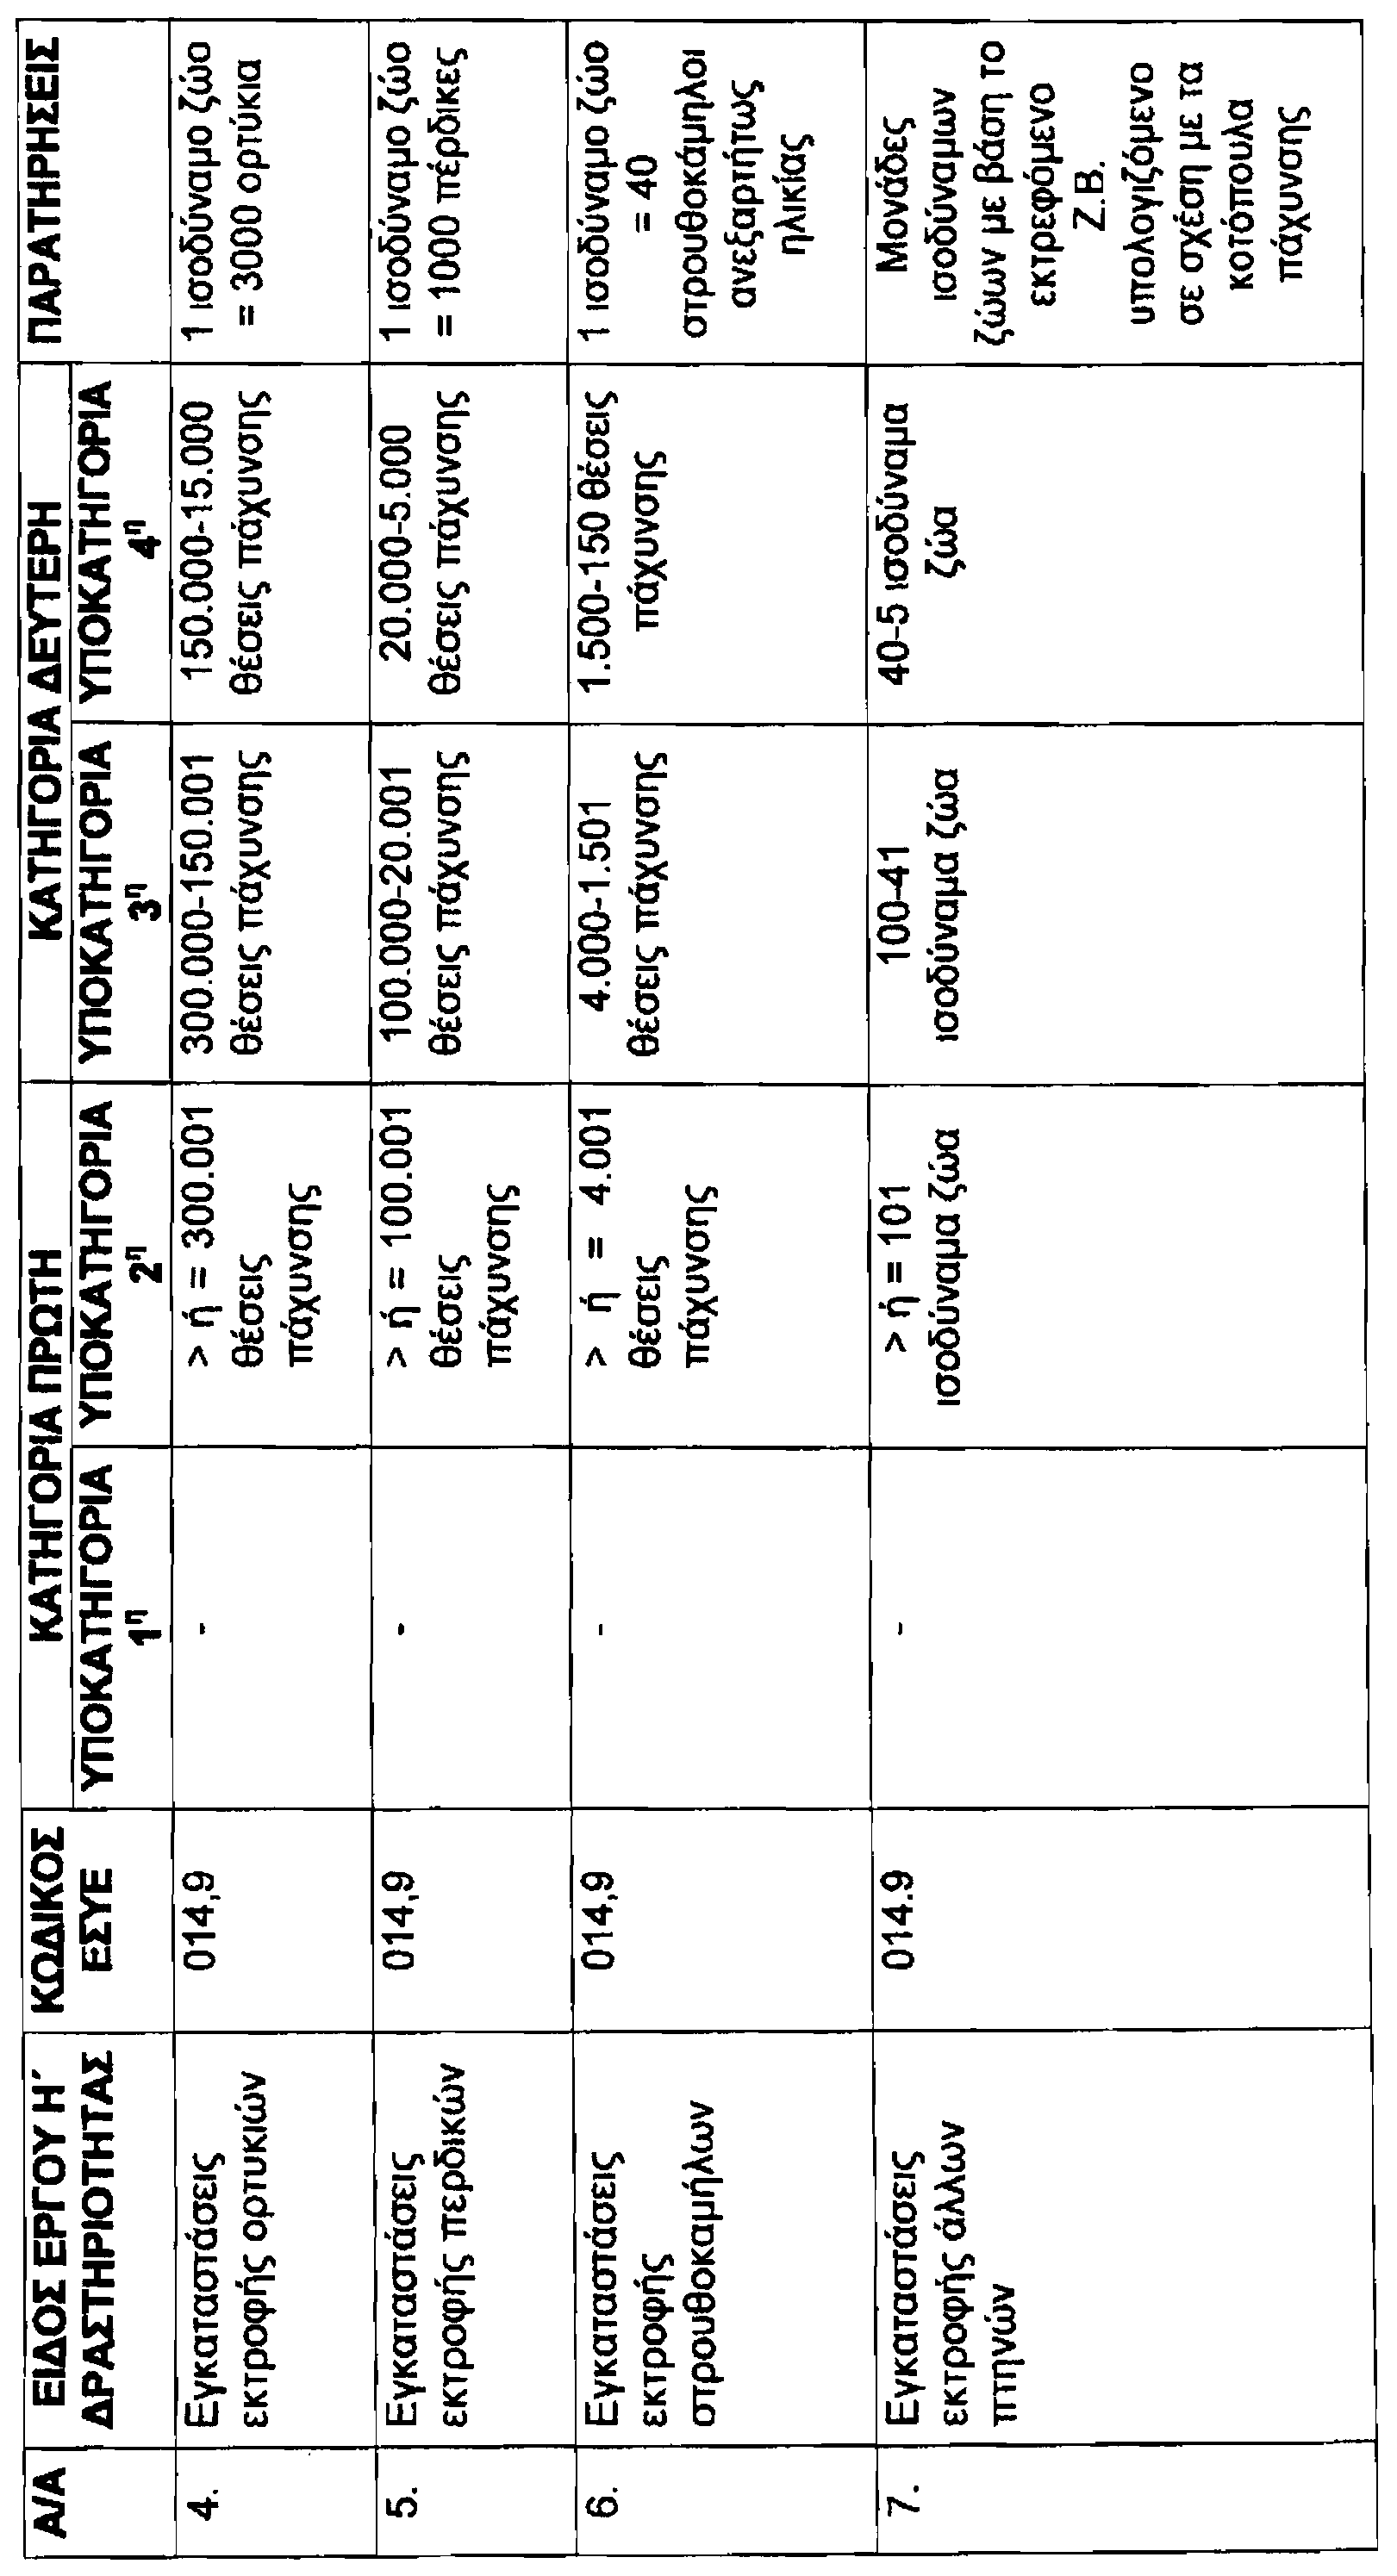 Α/Α
ΕΙΔΟΣ ΕΡΓΟΥ Η΄
ΔΡΑΣΤΗΡΙΟΤΗΤΑΣ
ΚΩΔΙΚΟΣ
ΕΣΥΕ
ΚΑΤΗΓΟΡΙΑ ΠΡΩΤΗ
ΚΑΤΗΓΟΡΙΑ ΔΕΥΤΕΡΗ
ΠΑΡΑΤΗΡΗΣΕΙΣ
ΥΠΟΚΑΤΗΓΟΡΙΑ
1η
ΥΠΟΚΑΤΗΓΟΡΙΑ
2η
ΥΠΟΚΑΤΗΓΟΡΙΑ
3η
ΥΠΟΚΑΤΗΓΟΡΙΑ
4η
4.
Εγκαταστάσεις
εκτροφής ορτυκιών
014,9
-
> ή = 300.001
θέσεις
πάχυνσης
300.000-150.001
θέσεις πάχυνσης
150.000-15.000
θέσεις πάχυνσης
1 ισοδύναμο ζώο
= 3000 ορτύκια
5.
Εγκαταστάσεις
εκτροφής περδικών
014,9
-
> ή = 100.001
θέσεις
πάχυνσης
100.000-20.001
θέσεις πάχυνσης
20.000-5.000
θέσεις πάχυνσης
1 ισοδύναμο ζώο
= 1000 πέρδικες
6.
Εγκαταστάσεις
εκτροφής
στρουθοκαμήλων
014,9
-
> ή = 4.001
θέσεις
πάχυνσης
4.000-1.501
θέσεις πάχυνσης
1.500-150 θέσεις
πάχυνσης
1 ισοδύναμο ζώο
= 40
στρουθοκάμηλοι
ανεξαρτήτως
ηλικίας
7.
Εγκαταστάσεις
εκτροφής άλλων
πτηνών
014.9
-
> ή = 101
ισοδύναμα ζώα
100-41
ισοδύναμα ζώα
40-5 ισοδύναμα
ζώα
Μονάδες
ισοδύναμων
ζώων με βάση το
εκτρεφόμενο
Ζ.Β.
υπολογιζόμενο
σε σχέση με τα
κοτόπουλα
πάχυνσης